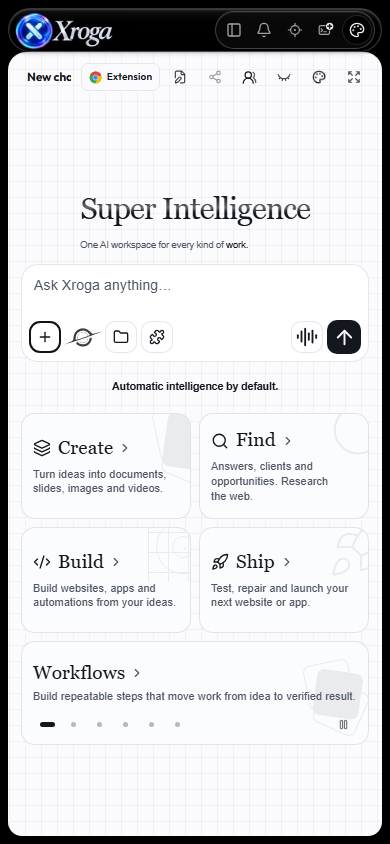 Xroga
New cha
Extension
Super Intelligence
One AI workspace for every kind of work.
Ask Xroga anything...
Automatic intelligence by default.
Create
Turn ideas into documents,
slides, images and videos.
Find
Answers, clients and
opportunities. Research
the web.
Build
Build websites, apps and
automations from your ideas.
Ship
Test, repair and launch your
next website or app.
Workflows
Build repeatable steps that move work from idea to verified result.